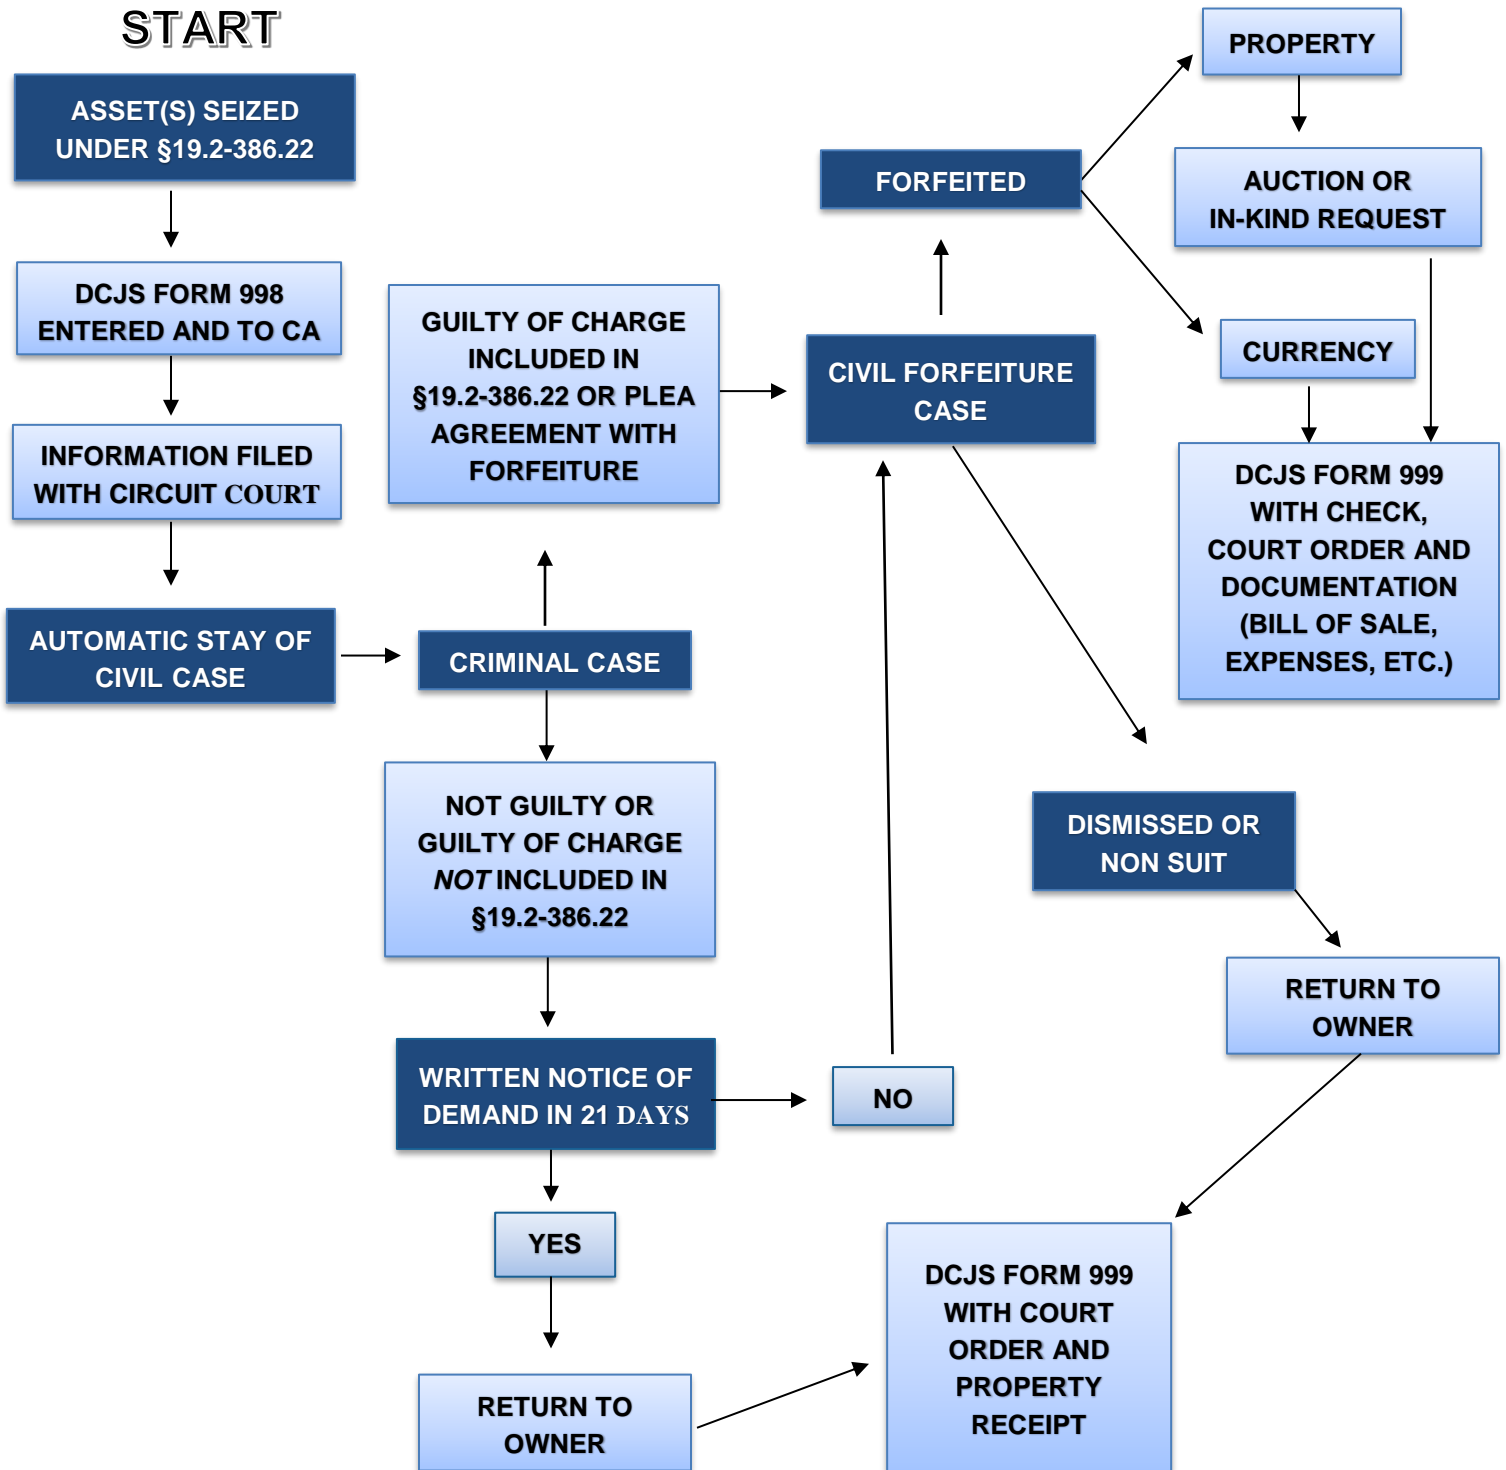 START
ASSET(S) SEIZED
UNDER §19.2-386.22
DCJS FORM 998
ENTERED AND TO CA
INFORMATION FILED
WITH CIRCUIT COURT
AUTOMATIC STAY OF
CIVIL CASE
CRIMINAL CASE
GUILTY OF CHARGE
INCLUDED IN
§19.2-386.22 OR PLEA
AGREEMENT WITH
FORFEITURE
NOT GUILTY OR
GUILTY OF CHARGE
NOT INCLUDED IN
§19.2-386.22
WRITTEN NOTICE OF
DEMAND IN 21 DAYS
NO
YES
RETURN TO
OWNER
CIVIL FORFEITURE
CASE
FORFEITED
PROPERTY
AUCTION OR
IN-KIND REQUEST
CURRENCY
DCJS FORM 999
WITH CHECK,
COURT ORDER AND
DOCUMENTATION
(BILL OF SALE,
EXPENSES, ETC.)
DISMISSED OR
NON SUIT
RETURN TO
OWNER
DCJS FORM 999
WITH COURT
ORDER AND
PROPERTY
RECEIPT